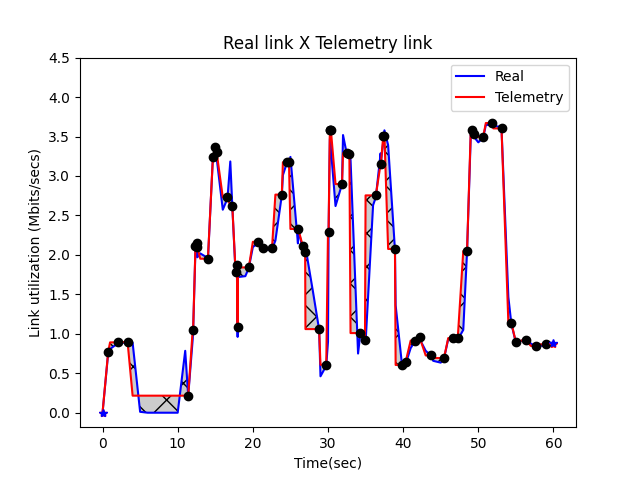 Real link X Telemetry link
Real
Telemetry
Link utilization (Mbits/secs)
4.5
4.0
3.5
3.0
2.5
2.0
1.5
1.0
0.5
0.0
0 10 20 30 40 50 60
Time(sec)